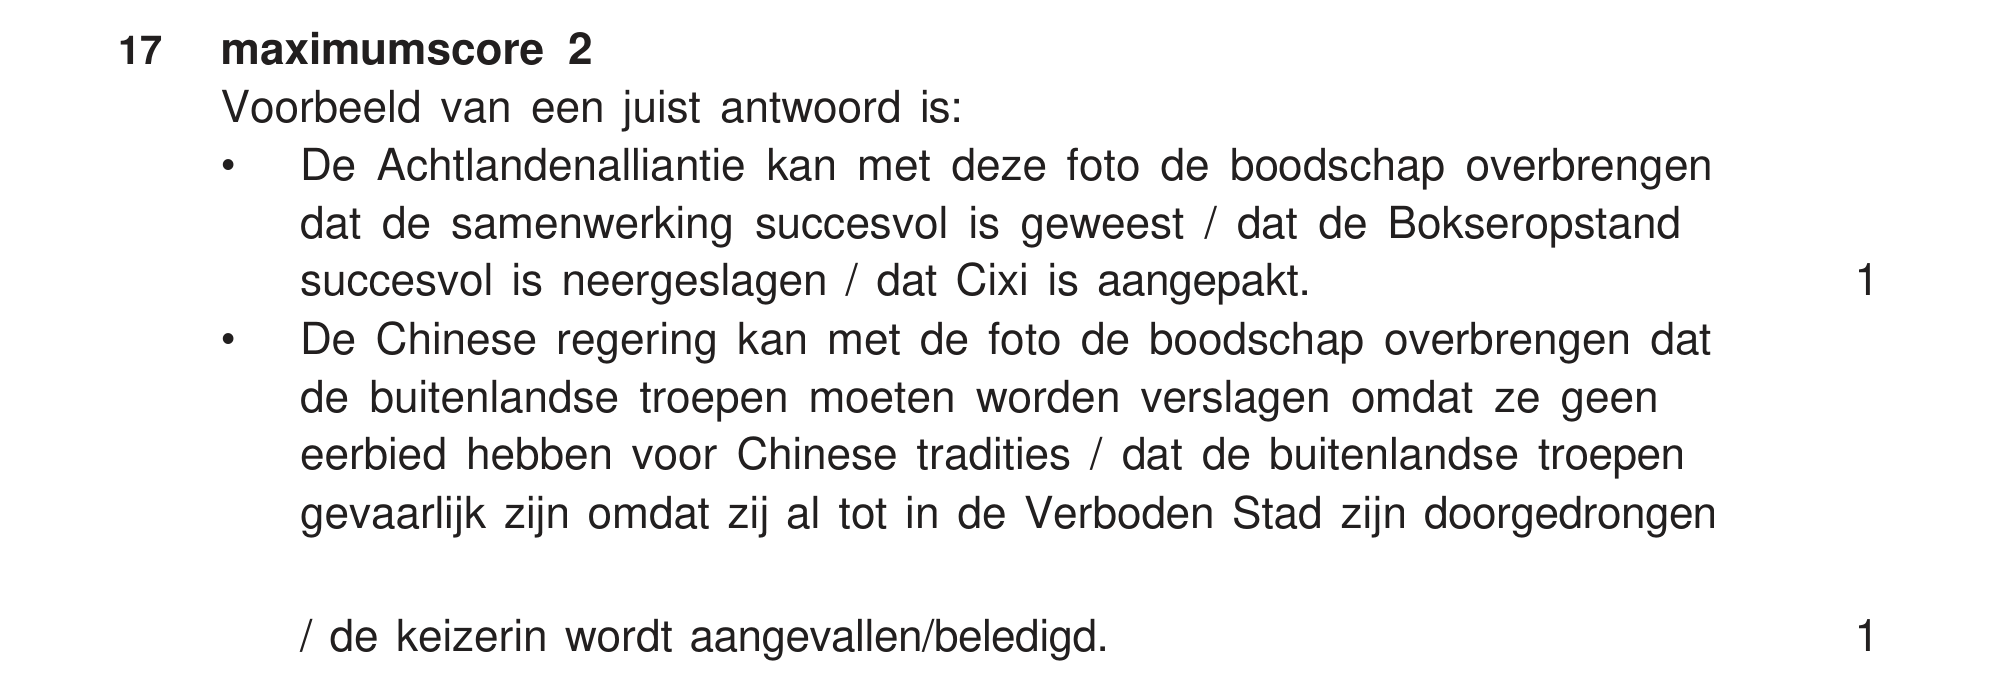 17 maximumscore 2
Voorbeeld van een juist antwoord is:
• De Achtlandenalliantie kan met deze foto de boodschap overbrengen
dat de samenwerking succesvol is geweest / dat de Bokseropstand
succesvol is neergeslagen / dat Cixi is aangepakt. 1
• De Chinese regering kan met de foto de boodschap overbrengen dat
de buitenlandse troepen moeten worden verslagen omdat ze geen
eerbied hebben voor Chinese tradities / dat de buitenlandse troepen
gevaarlijk zijn omdat zij al tot in de Verboden Stad zijn doorgedrongen
/ de keizerin wordt aangevallen/beledigd. 1